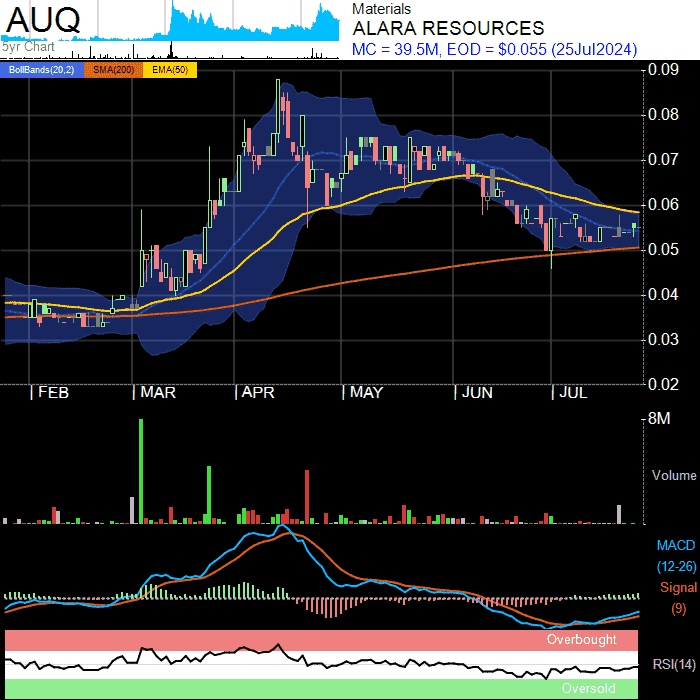 AUQ
5yr Chart
Materials
ALARA RESOURCES
MC = 39.5M, EOD = $0.055 (25Jul2024)
BollBands(20,2) SMA(200) EMA(50)
0.09
0.08
0.07
0.06
0.05
0.04
0.03
0.02
FEB MAR APR MAY JUN JUL
8M
Volume
MACD
(12-26)
Signal
(9)
Overbought
RSI(14)
Oversold